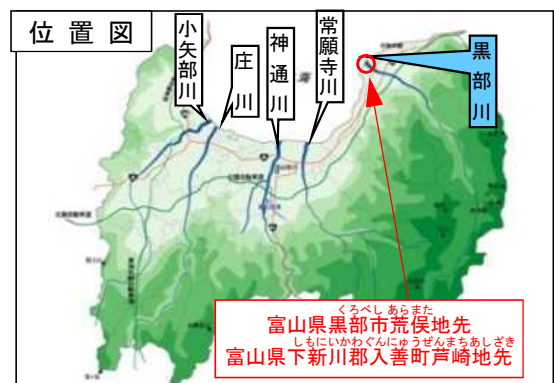 位置図
小矢部川
庄川
神通川
常願寺川
黒部川
海
くろべし あらまた
富山県黒部市荒俣地先
しもにいかわぐんにゅうぜんまちあしざき
富山県下新川郡入善町芦崎地先